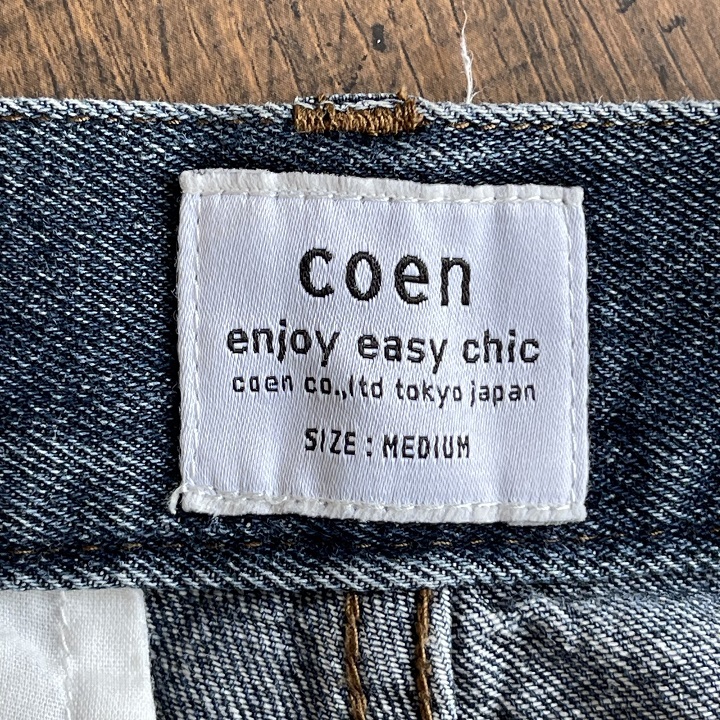 coen
enjoy easy chic
coen co.,ltd tokyo japan
SIZE : MEDIUM